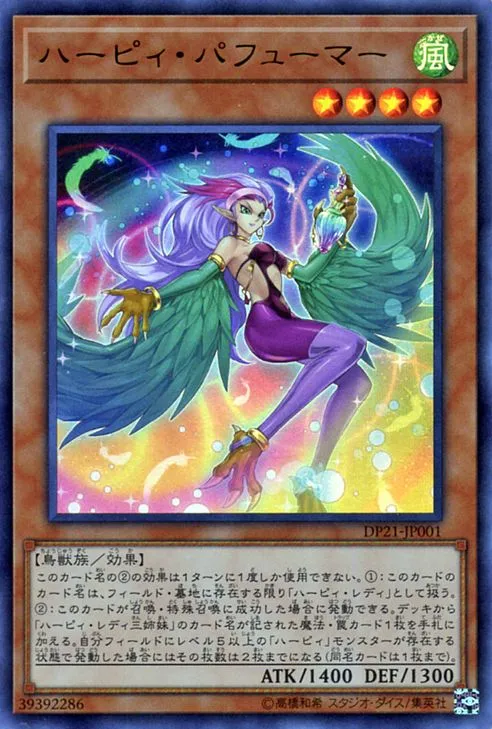 ハーピィ・パフューマー
風
DP21-JP001
【鳥獣族／効果】
このカード名の②の効果は1ターンに1度しか使用できない。①：このカードの
カード名は、フィールド・墓地に存在する限り「ハーピィ・レディ」として扱う。
②：このカードが召喚・特殊召喚に成功した場合に発動できる。デッキから
「ハーピィ・レディ三姉妹」のカード名が記された魔法・罠カード1枚を手札に
加える。自分フィールドにレベル5以上の「ハーピィ」モンスターが存在する
状態で発動した場合にはその枚数は2枚までになる(同名カードは1枚まで)。
ATK/1400 DEF/1300
39392286 ©高橋和希 スタジオ・ダイス/集英社